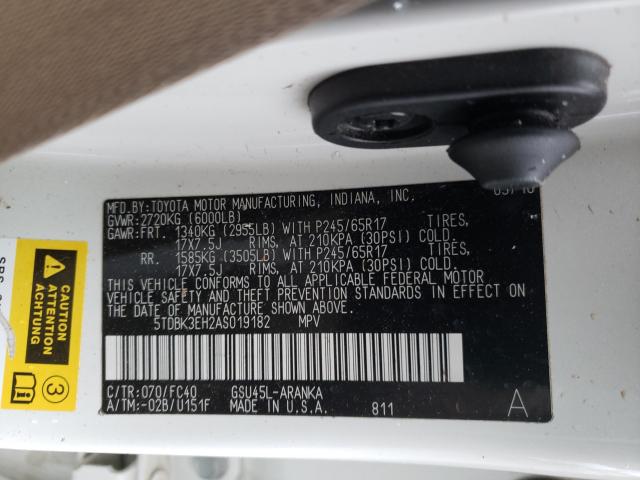 MFD.BY:TOYOTA MOTOR MANUFACTURING, INDIANA, INC.
GVWR:2720KG (6000LB)
GAWR:FRT. 1340KG (2955LB) WITH P245/65R17 TIRES,
17X7.5J RIMS, AT 210KPA (30PSI) COLD.
RR. 1585KG (3505LB) WITH P245/65R17 TIRES,
17X7.5J RIMS, AT 210KPA (30PSI) COLD.
THIS VEHICLE CONFORMS TO ALL APPLICABLE FEDERAL MOTOR
VEHICLE SAFETY AND THEFT PREVENTION STANDARDS IN EFFECT ON
THE DATE OF MANUFACTURE SHOWN ABOVE.
5TDBK3EH2AS019182 MPV
C/TR:070/FC40 GSU45L-ARANKA
A/TM:-02B/U151F MADE IN U.S.A. 811 A
CAUTION
ATTENTION
CAUTION
3